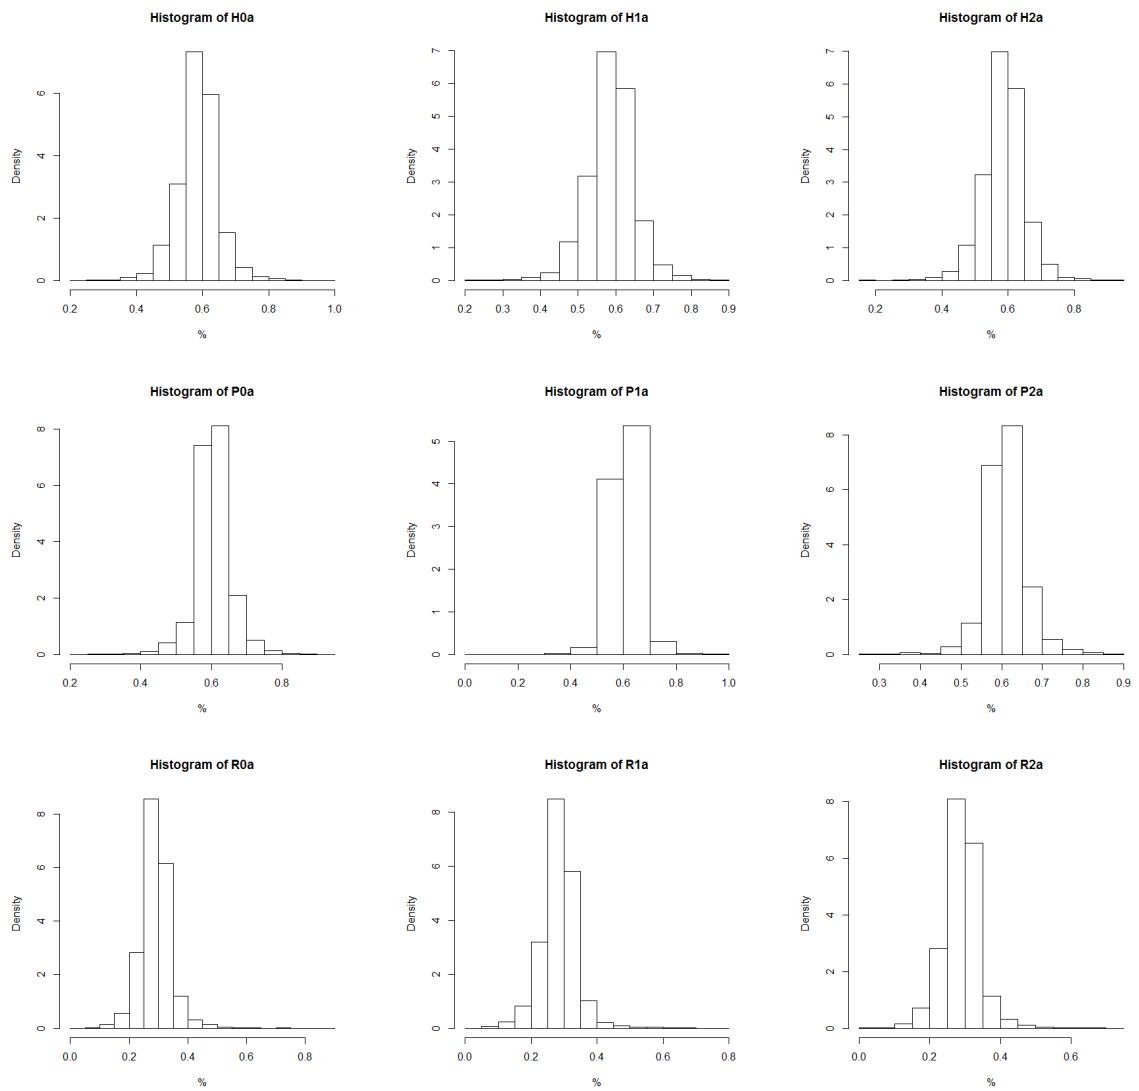 Histogram of H0a
Density
0 2 4 6
0.2 0.4 0.6 0.8 1.0
%
Histogram of H1a
Density
0 1 2 3 4 5 6 7
0.2 0.3 0.4 0.5 0.6 0.7 0.8 0.9
%
Histogram of H2a
Density
0 1 2 3 4 5 6 7
0.2 0.4 0.6 0.8
%
Histogram of P0a
Density
0 2 4 6 8
0.2 0.4 0.6 0.8
%
Histogram of P1a
Density
0 1 2 3 4 5
0.0 0.2 0.4 0.6 0.8 1.0
%
Histogram of P2a
Density
0 2 4 6 8
0.3 0.4 0.5 0.6 0.7 0.8 0.9
%
Histogram of R0a
Density
0 2 4 6 8
0.0 0.2 0.4 0.6 0.8
%
Histogram of R1a
Density
0 2 4 6 8
0.0 0.2 0.4 0.6 0.8
%
Histogram of R2a
Density
0 2 4 6 8
0.0 0.2 0.4 0.6
%